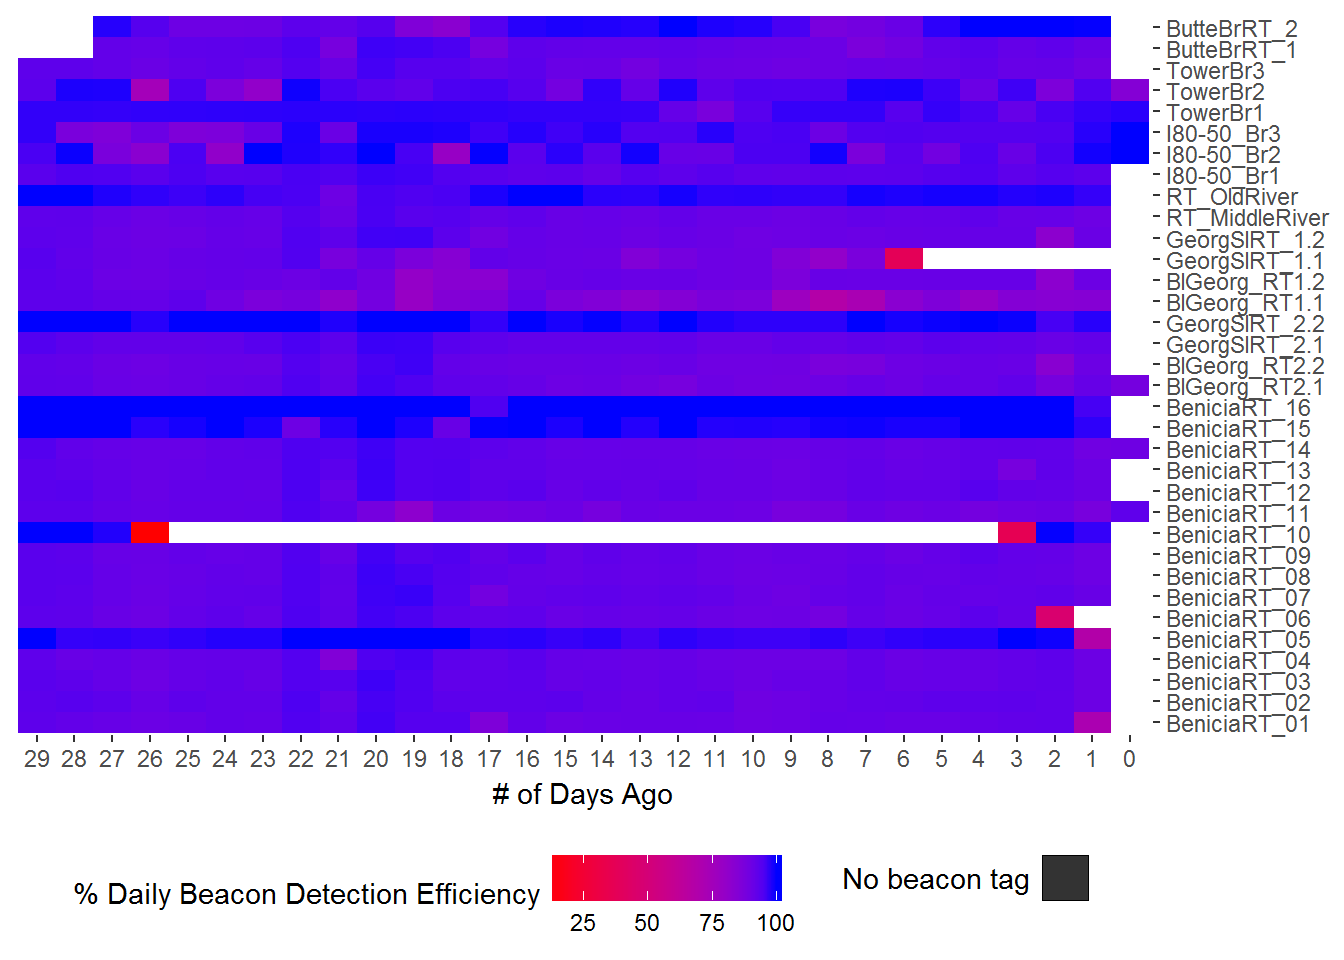 ButteBrRT_2
ButteBrRT_1
TowerBr3
TowerBr2
TowerBr1
I80-50_Br3
I80-50_Br2
I80-50_Br1
RT_OldRiver
RT_MiddleRiver
GeorgSlRT_1.2
GeorgSlRT_1.1
BlGeorg_RT1.2
BlGeorg_RT1.1
GeorgSlRT_2.2
GeorgSlRT_2.1
BlGeorg_RT2.2
BlGeorg_RT2.1
BeniciaRT_16
BeniciaRT_15
BeniciaRT_14
BeniciaRT_13
BeniciaRT_12
BeniciaRT_11
BeniciaRT_10
BeniciaRT_09
BeniciaRT_08
BeniciaRT_07
BeniciaRT_06
BeniciaRT_05
BeniciaRT_04
BeniciaRT_03
BeniciaRT_02
BeniciaRT_01
29 28 27 26 25 24 23 22 21 20 19 18 17 16 15 14 13 12 11 10 9 8 7 6 5 4 3 2 1 0
# of Days Ago
% Daily Beacon Detection Efficiency
25 50 75 100
No beacon tag